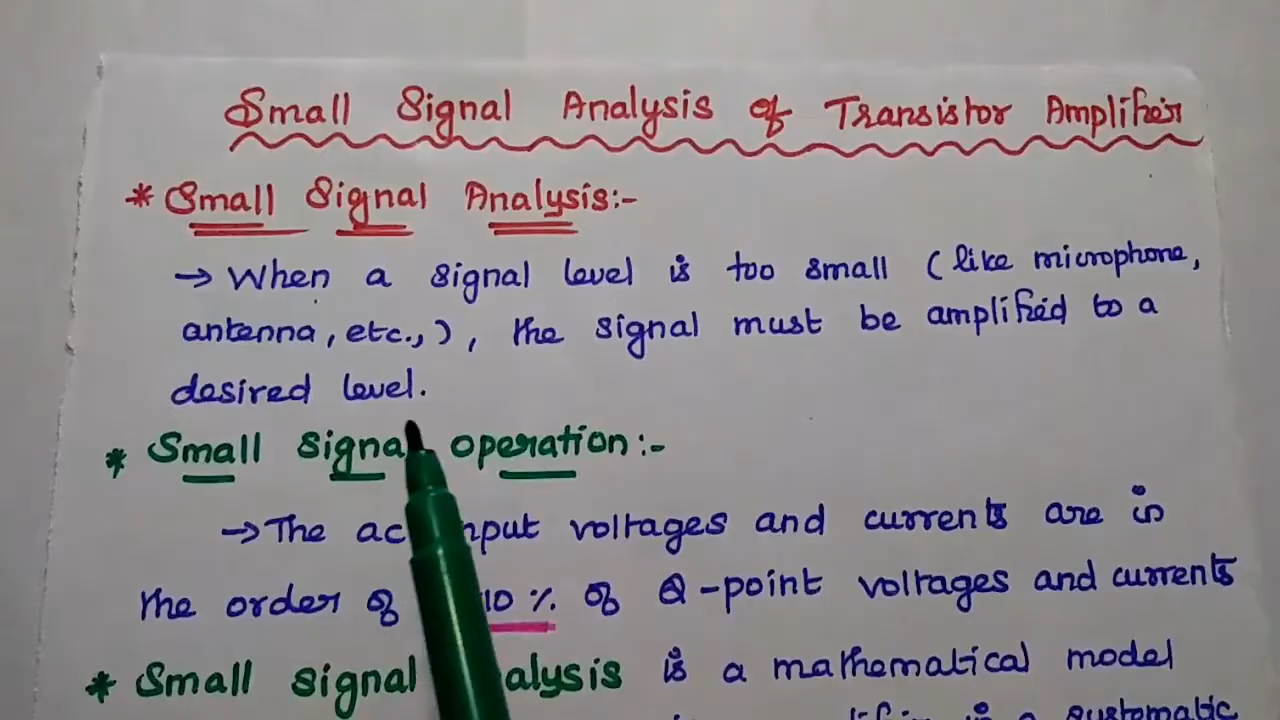 Small Signal Analysis of Transistor Amplifier
* Small Signal Analysis:-
→ When a signal level is too small (like microphone,
antenna, etc.,), the signal must be amplified to a
desired level.
* Small Signal operation:-
→ The ac input voltages and currents are in
the order of 10 % of Q-point voltages and currents
* Small signal analysis is a mathematical model
is a systematic